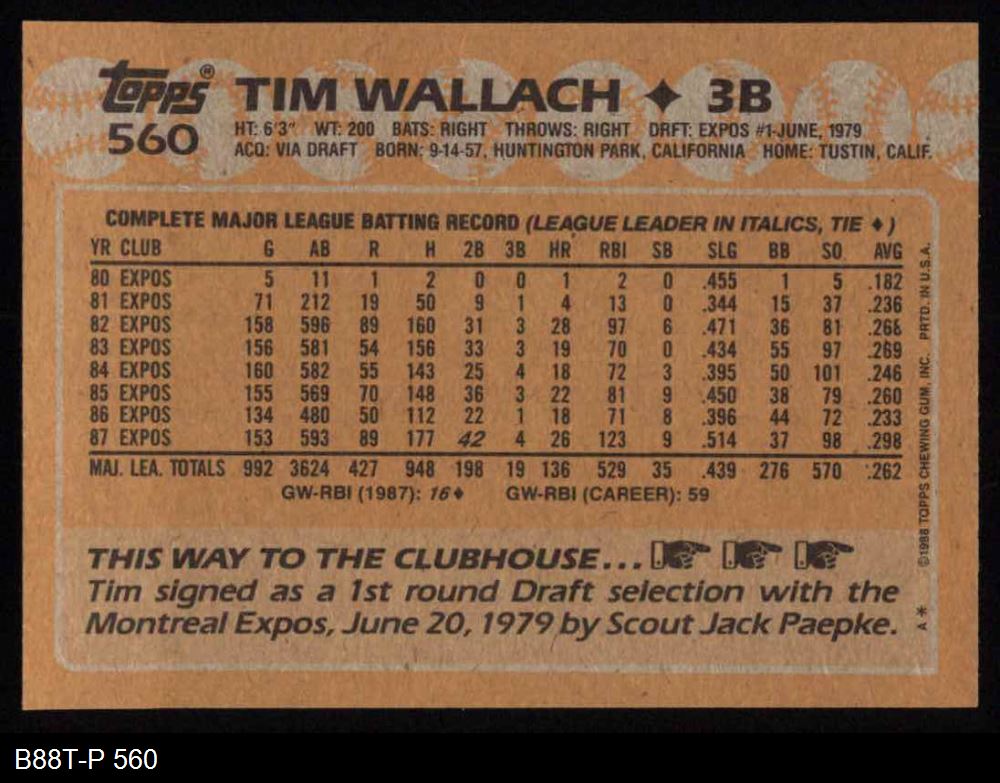 Topps® TIM WALLACH ♦ 3B
560 HT: 6'3" WT: 200 BATS: RIGHT THROWS: RIGHT DRFT: EXPOS #1-JUNE, 1979
ACQ: VIA DRAFT BORN: 9-14-57, HUNTINGTON PARK, CALIFORNIA HOME: TUSTIN, CALIF.
COMPLETE MAJOR LEAGUE BATTING RECORD (LEAGUE LEADER IN ITALICS, TIE ♦)
YR CLUB G AB R H 2B 3B HR RBI SB SLG BB SO AVG
80 EXPOS 5 11 1 2 0 0 1 2 0 .455 1 5 .182
81 EXPOS 71 212 19 50 9 1 4 13 0 .344 15 37 .236
82 EXPOS 158 596 89 160 31 3 28 97 6 .471 36 81 .268
83 EXPOS 156 581 54 156 33 3 19 70 0 .434 55 97 .269
84 EXPOS 160 582 55 143 25 4 18 72 3 .395 50 101 .246
85 EXPOS 155 569 70 148 36 3 22 81 9 .450 38 79 .260
86 EXPOS 134 480 50 112 22 1 18 71 8 .396 44 72 .233
87 EXPOS 153 593 89 177 42 4 26 123 9 .514 37 98 .298
MAJ. LEA. TOTALS 992 3624 427 948 198 19 136 529 35 .439 276 570 .262
GW-RBI (1987): 16♦ GW-RBI (CAREER): 59
THIS WAY TO THE CLUBHOUSE...
Tim signed as a 1st round Draft selection with the
Montreal Expos, June 20, 1979 by Scout Jack Paepke.
A * ©1988 TOPPS CHEWING GUM, INC. PRTD. IN U.S.A.
B88T-P 560